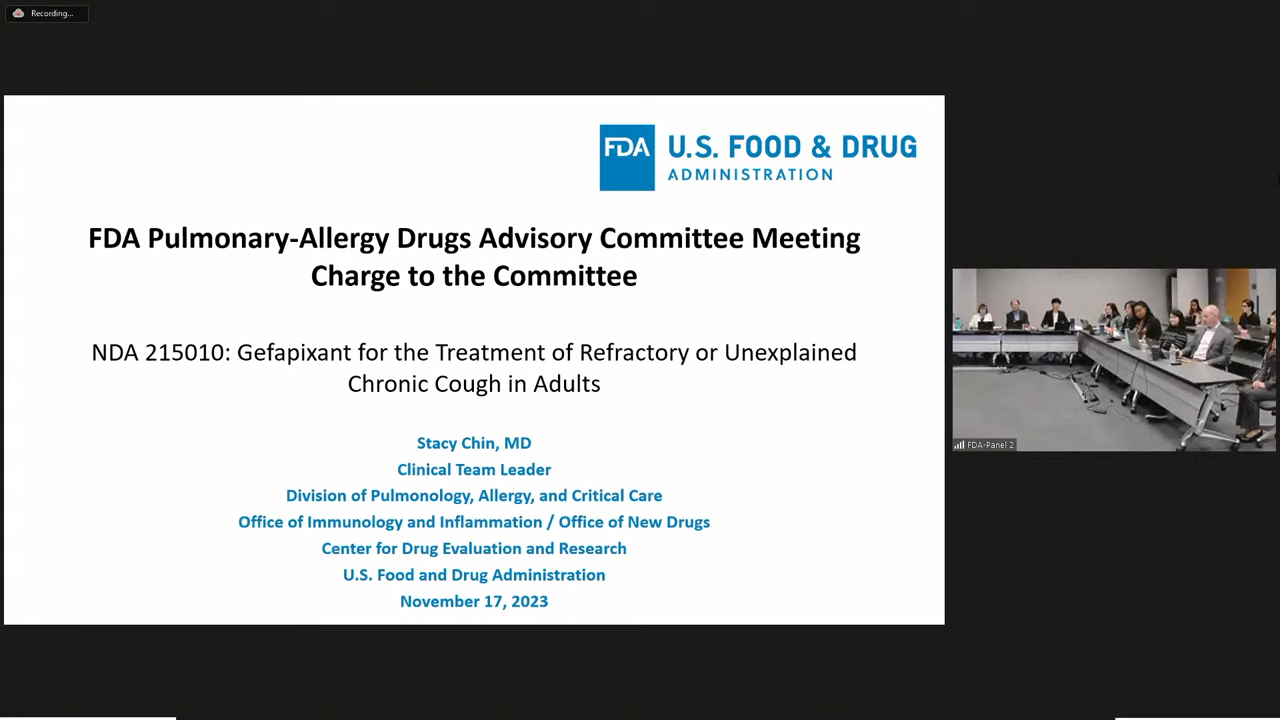 Recording...
FDA U.S. FOOD & DRUG
ADMINISTRATION
FDA Pulmonary-Allergy Drugs Advisory Committee Meeting
Charge to the Committee
NDA 215010: Gefapixant for the Treatment of Refractory or Unexplained
Chronic Cough in Adults
Stacy Chin, MD
Clinical Team Leader
Division of Pulmonology, Allergy, and Critical Care
Office of Immunology and Inflammation / Office of New Drugs
Center for Drug Evaluation and Research
U.S. Food and Drug Administration
November 17, 2023
FDA-Panel 2